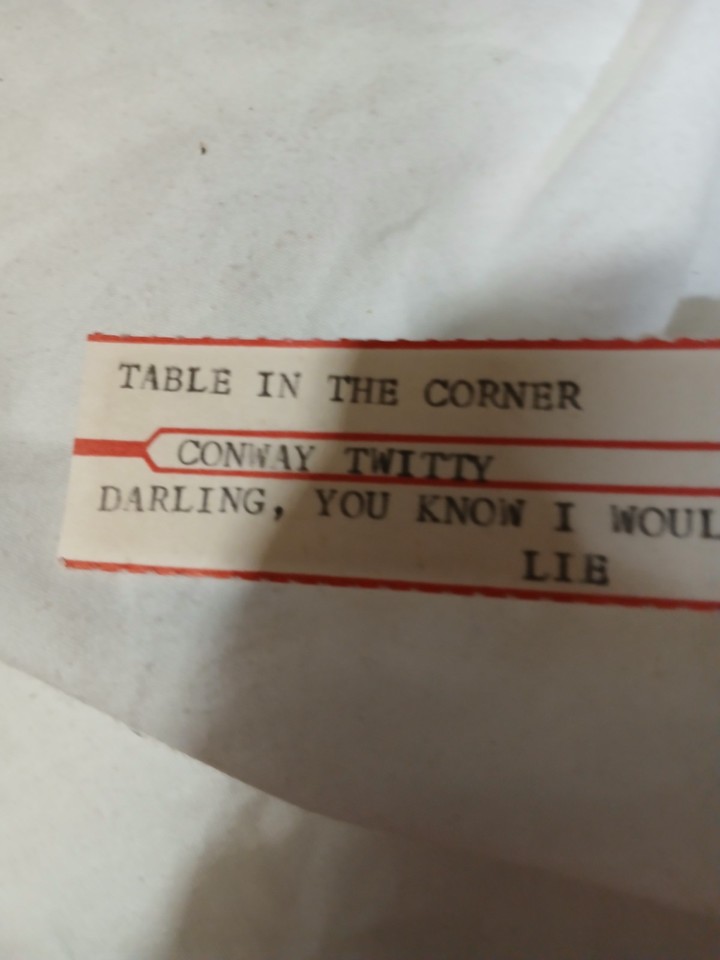 TABLE IN THE CORNER
CONWAY TWITTY
DARLING, YOU KNOW I WOUL
LIE